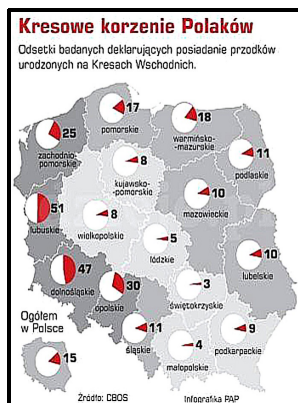 Kresowe korzenie Polaków
Odsetki badanych deklarujących posiadanie przodków
urodzonych na Kresach Wschodnich.
17
pomorskie
18
warmińsko-
mazurskie
25
zachodnio-
pomorskie
8
kujawsko-
pomorskie
11
podlaskie
10
mazowieckie
51
lubuskie
8
wielkopolskie
5
łódzkie
10
lubelskie
47
dolnośląskie
30
opolskie
3
świętokrzyskie
11
śląskie
4
małopolskie
9
podkarpackie
Ogółem
w Polsce
15
Źródło: CBOS
Infografika PAP